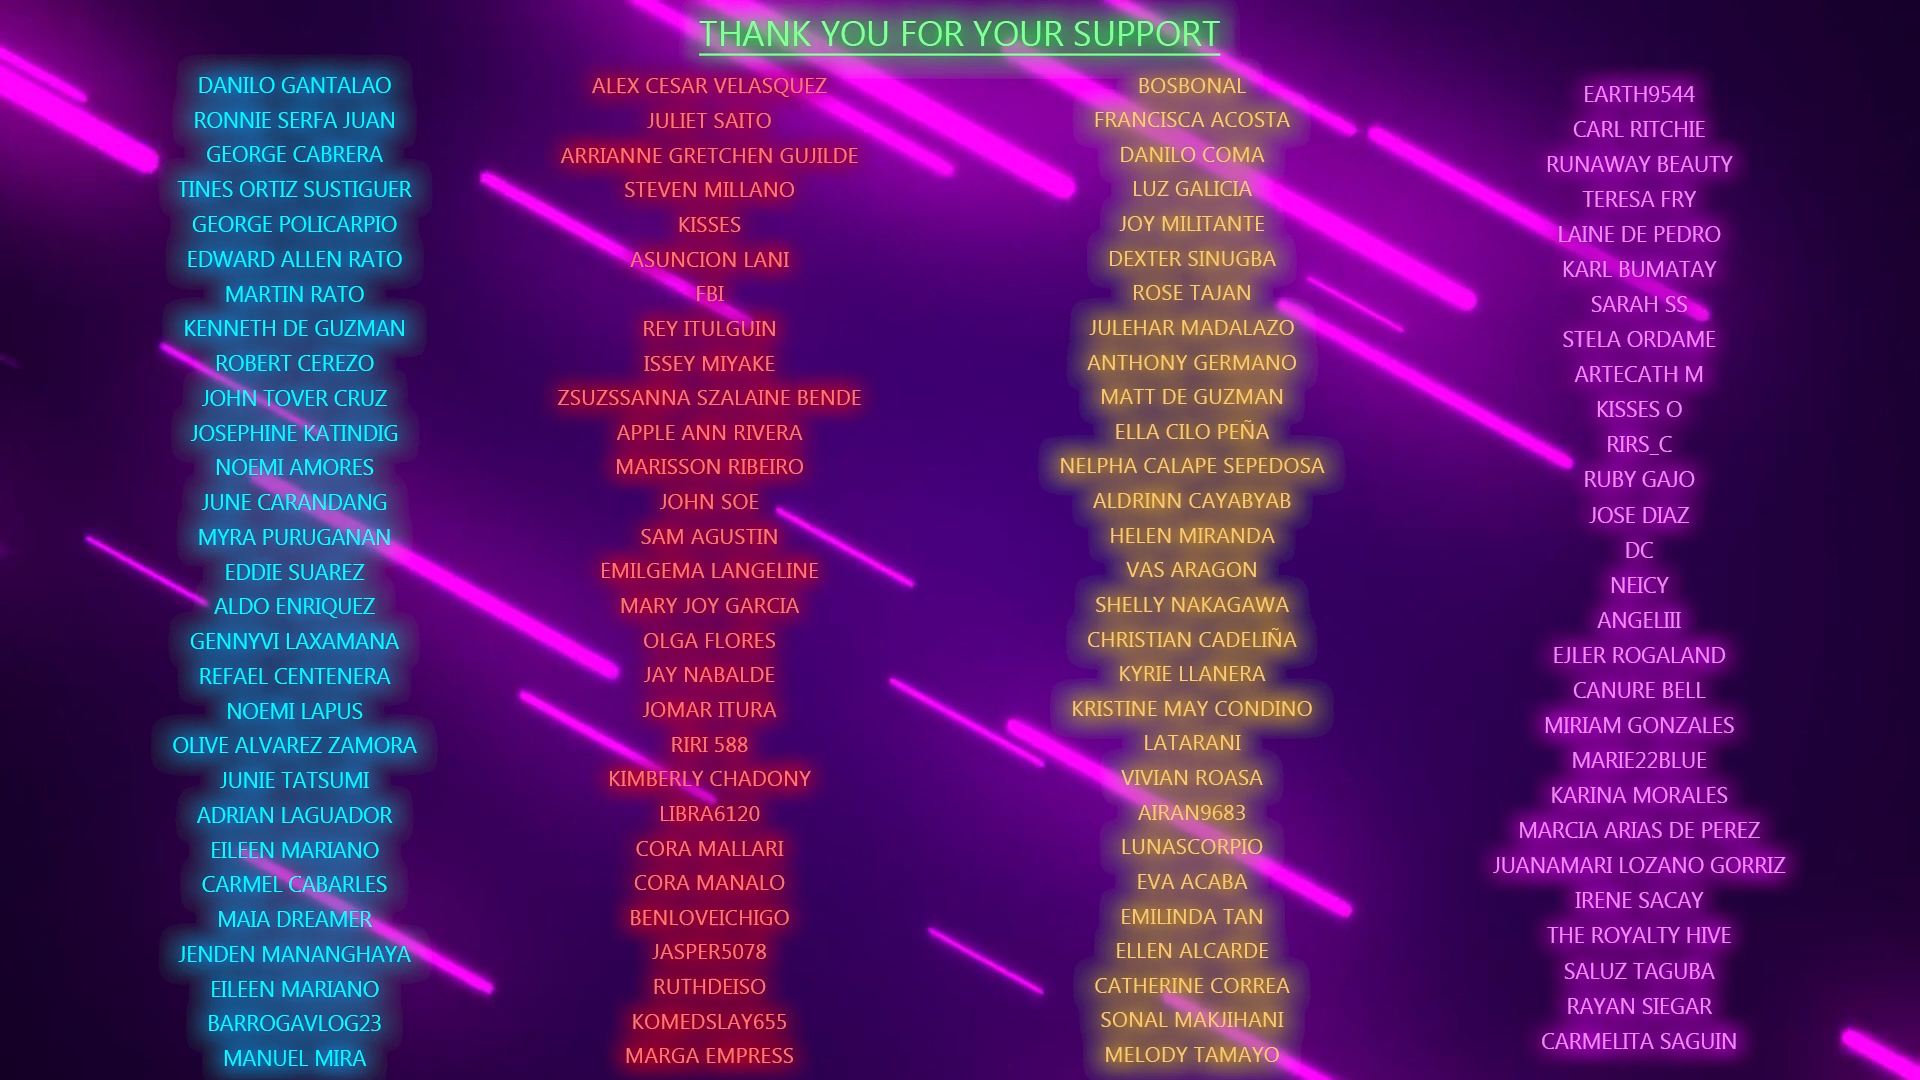 THANK YOU FOR YOUR SUPPORT
DANILO GANTALAO
RONNIE SERFA JUAN
GEORGE CABRERA
TINES ORTIZ SUSTIGUER
GEORGE POLICARPIO
EDWARD ALLEN RATO
MARTIN RATO
KENNETH DE GUZMAN
ROBERT CEREZO
JOHN TOVER CRUZ
JOSEPHINE KATINDIG
NOEMI AMORES
JUNE CARANDANG
MYRA PURUGANAN
EDDIE SUAREZ
ALDO ENRIQUEZ
GENNYVI LAXAMANA
REFAEL CENTENERA
NOEMI LAPUS
OLIVE ALVAREZ ZAMORA
JUNIE TATSUMI
ADRIAN LAGUADOR
EILEEN MARIANO
CARMEL CABARLES
MAIA DREAMER
JENDEN MANANGHAYA
EILEEN MARIANO
BARROGAVLOG23
MANUEL MIRA
ALEX CESAR VELASQUEZ
JULIET SAITO
ARRIANNE GRETCHEN GUJILDE
STEVEN MILLANO
KISSES
ASUNCION LANI
FBI
REY ITULGUIN
ISSEY MIYAKE
ZSUZSSANNA SZALAINE BENDE
APPLE ANN RIVERA
MARISSON RIBEIRO
JOHN SOE
SAM AGUSTIN
EMILGEMA LANGELINE
MARY JOY GARCIA
OLGA FLORES
JAY NABALDE
JOMAR ITURA
RIRI 588
KIMBERLY CHADONY
LIBRA6120
CORA MALLARI
CORA MANALO
BENLOVEICHIGO
JASPER5078
RUTHDEISO
KOMEDSLAY655
MARGA EMPRESS
BOSBONAL
FRANCISCA ACOSTA
DANILO COMA
LUZ GALICIA
JOY MILITANTE
DEXTER SINUGBA
ROSE TAJAN
JULEHAR MADALAZO
ANTHONY GERMANO
MATT DE GUZMAN
ELLA CILO PEÑA
NELPHA CALAPE SEPEDOSA
ALDRINN CAYABYAB
HELEN MIRANDA
VAS ARAGON
SHELLY NAKAGAWA
CHRISTIAN CADELIÑA
KYRIE LLANERA
KRISTINE MAY CONDINO
LATARANI
VIVIAN ROASA
AIRAN9683
LUNASCORPIO
EVA ACABA
EMILINDA TAN
ELLEN ALCARDE
CATHERINE CORREA
SONAL MAKJIHANI
MELODY TAMAYO
EARTH9544
CARL RITCHIE
RUNAWAY BEAUTY
TERESA FRY
LAINE DE PEDRO
KARL BUMATAY
SARAH SS
STELA ORDAME
ARTECATH M
KISSES O
RIRS_C
RUBY GAJO
JOSE DIAZ
DC
NEICY
ANGELIII
EJLER ROGALAND
CANURE BELL
MIRIAM GONZALES
MARIE22BLUE
KARINA MORALES
MARCIA ARIAS DE PEREZ
JUANAMARI LOZANO GORRIZ
IRENE SACAY
THE ROYALTY HIVE
SALUZ TAGUBA
RAYAN SIEGAR
CARMELITA SAGUIN